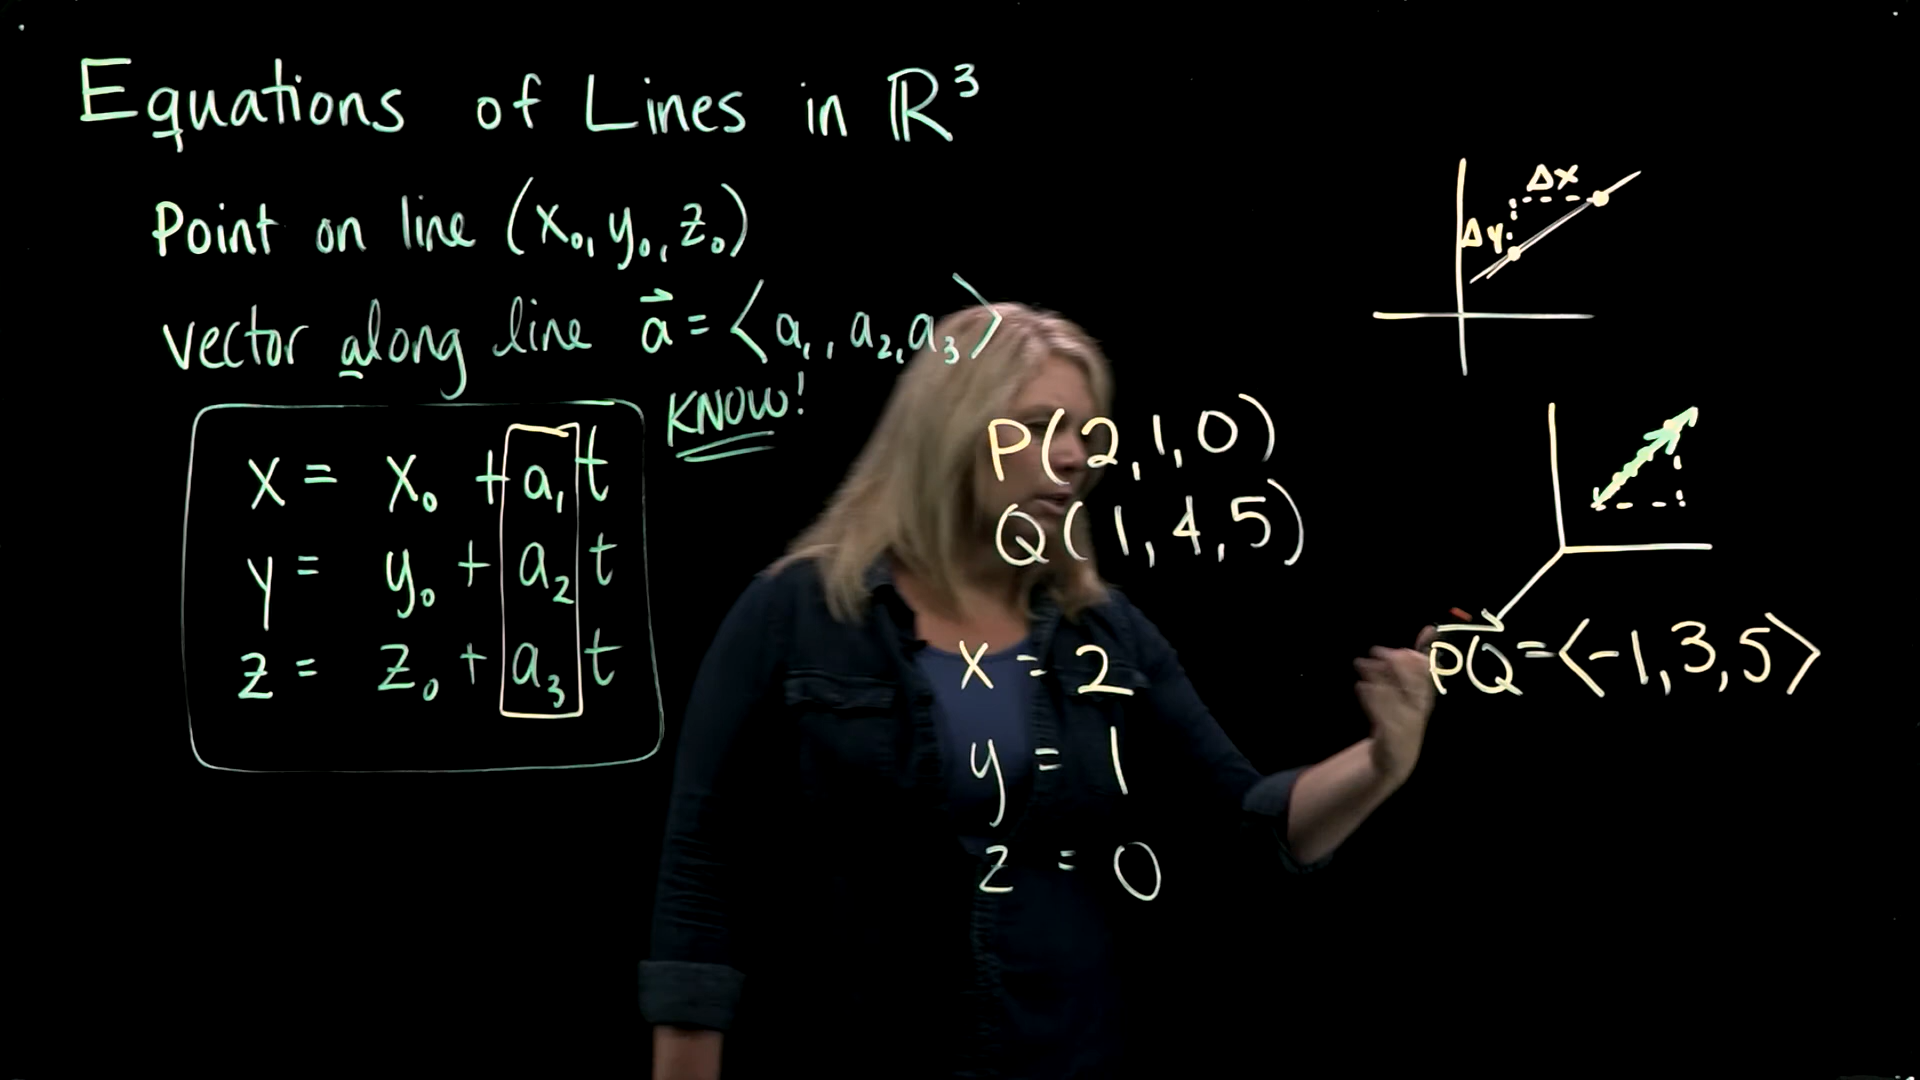 Equations of Lines in ℝ³
Point on line (x₀, y₀, z₀)
vector along line a⃗ = ⟨a₁, a₂, a₃⟩
KNOW!
x = x₀ + a₁t
y = y₀ + a₂t
z = z₀ + a₃t
P(2,1,0)
Q(1,4,5)
x = 2
y = 1
z = 0
Δx
Δy
PQ⃗ = ⟨-1,3,5⟩